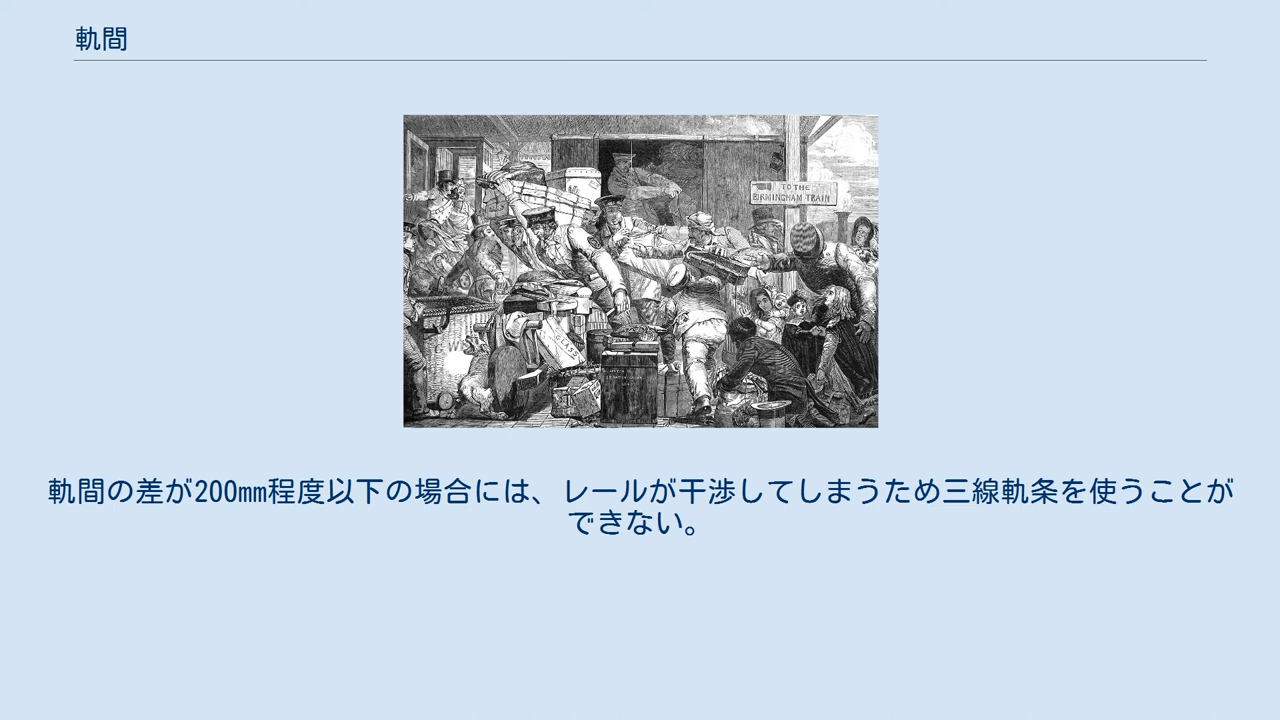 軌間
TO THE
BIRMINGHAM TRAIN
GLASS
軌間の差が200mm程度以下の場合には、レールが干渉してしまうため三線軌条を使うことが
できない。